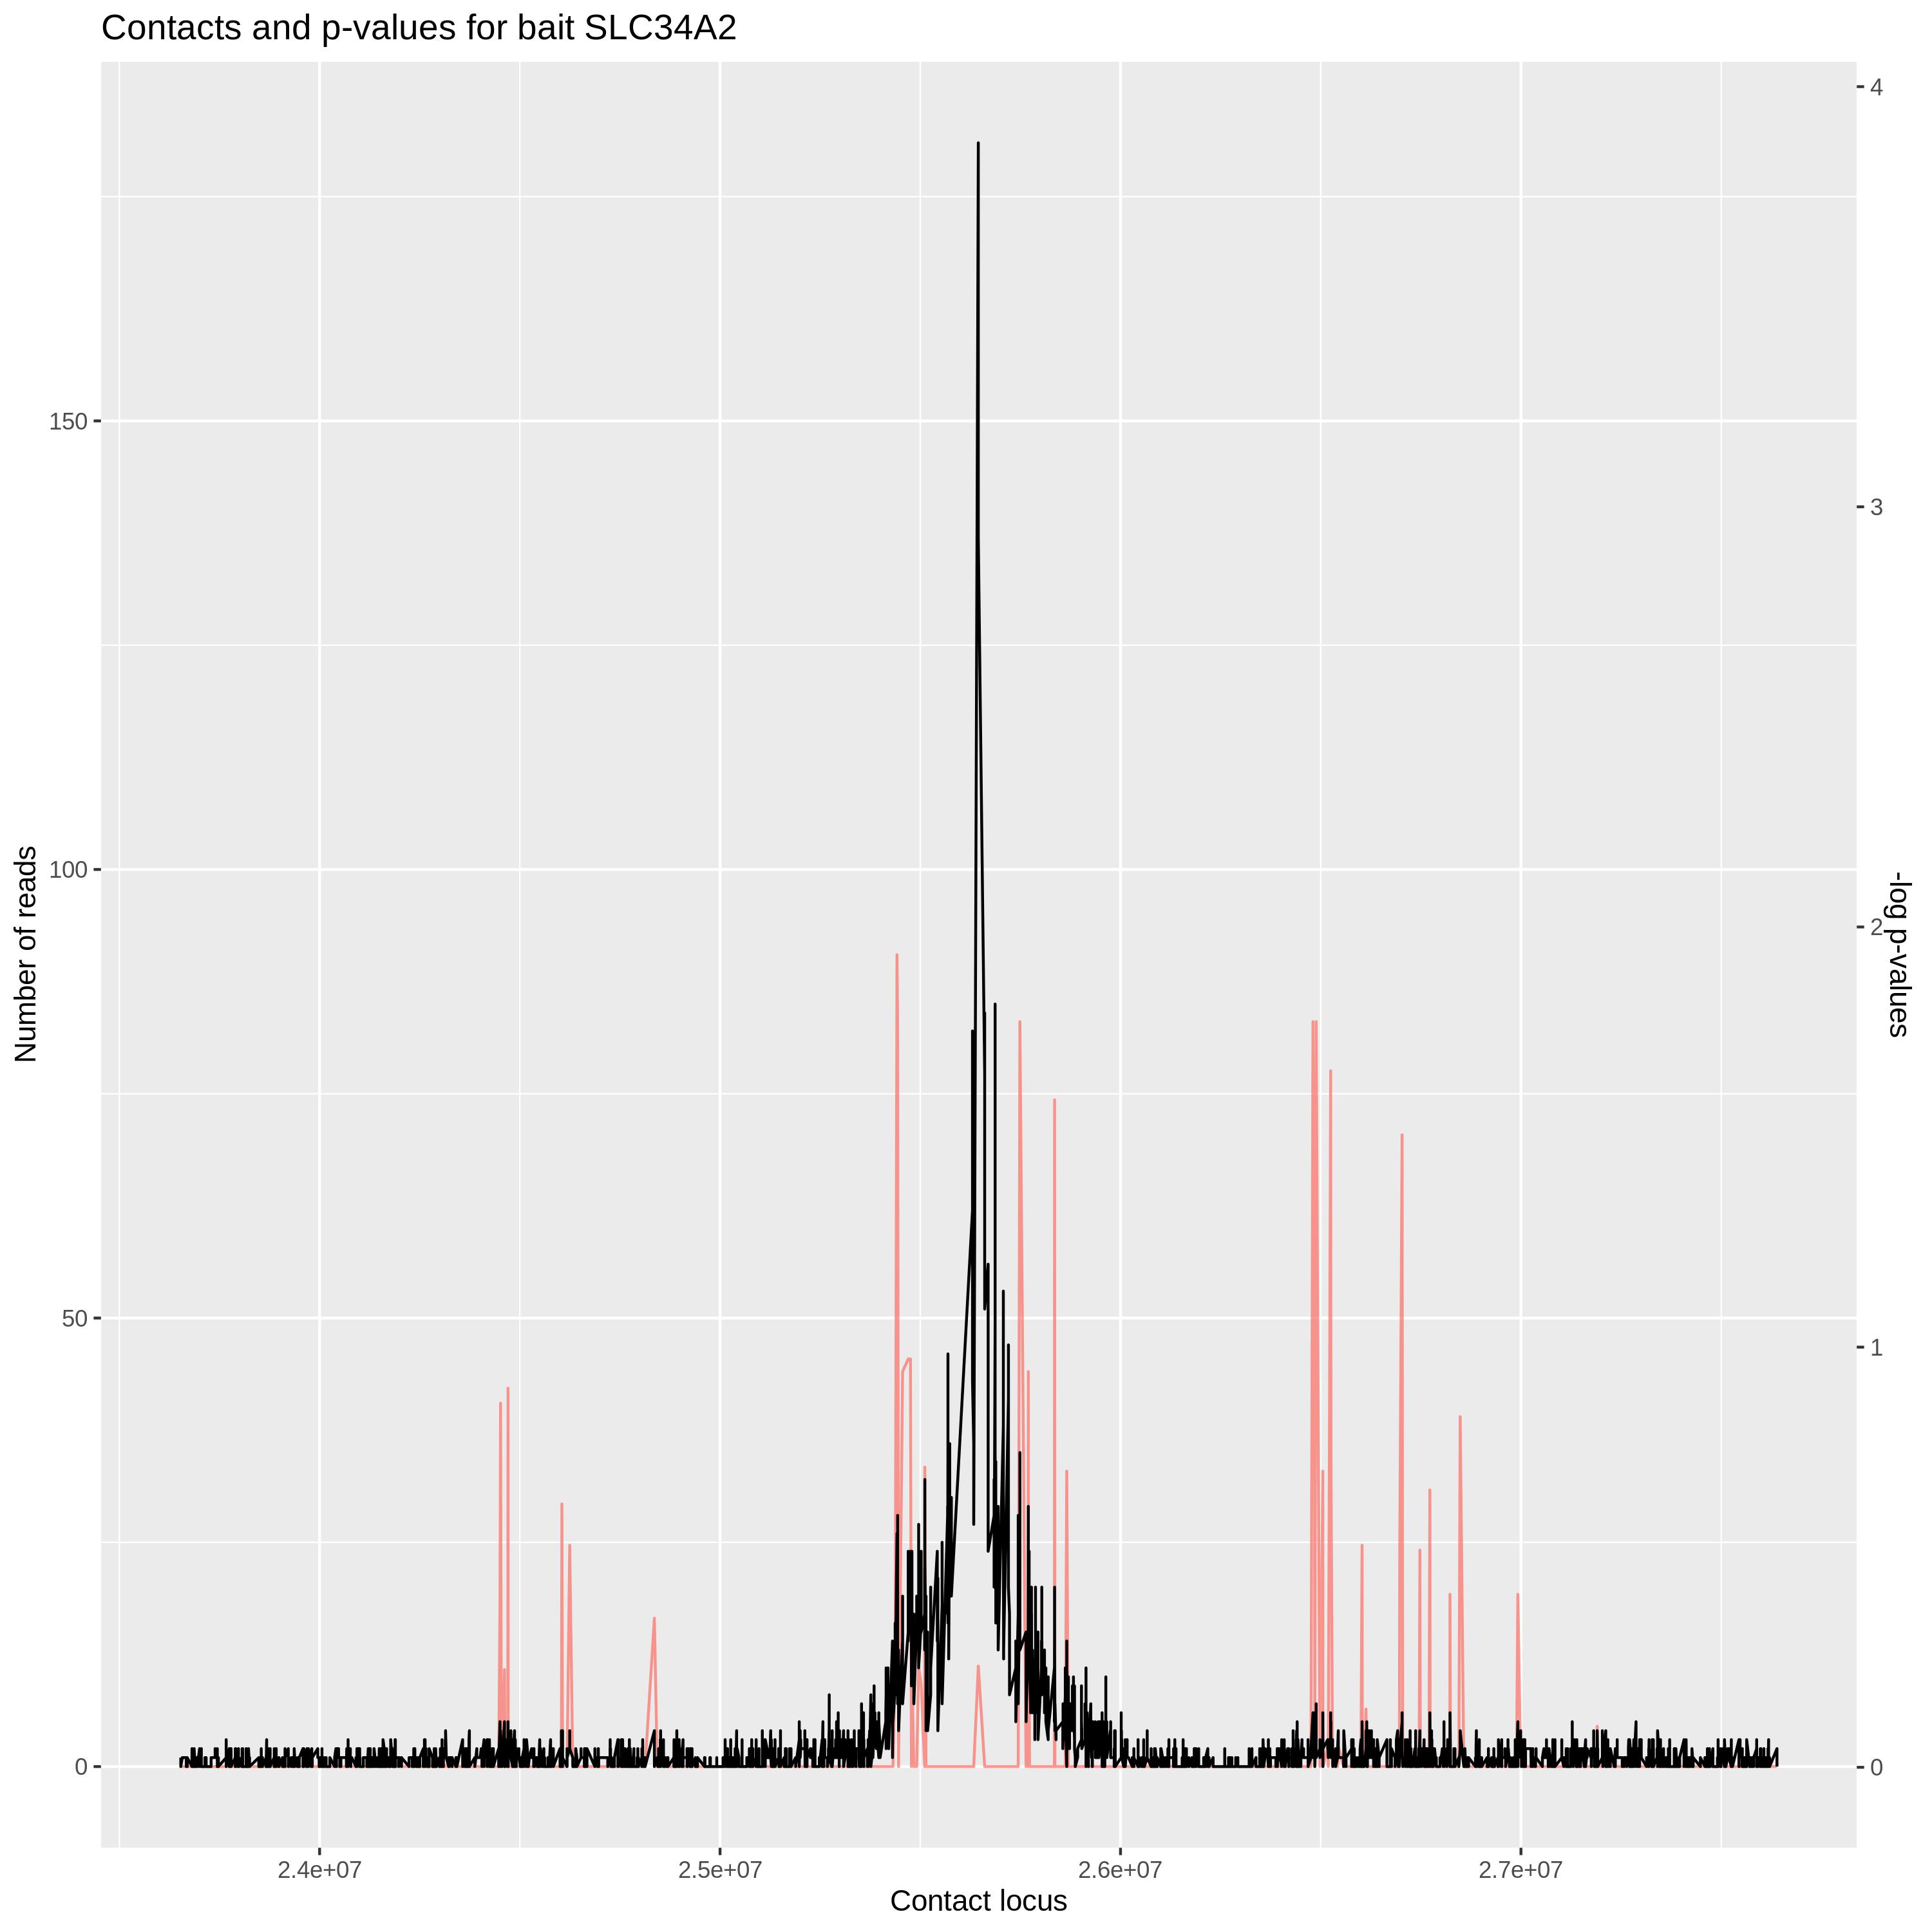 Contacts and p-values for bait SLC34A2
Number of reads
150
100
50
0
4
3
2
1
0
-log p-values
2.4e+07
2.5e+07
2.6e+07
2.7e+07
Contact locus